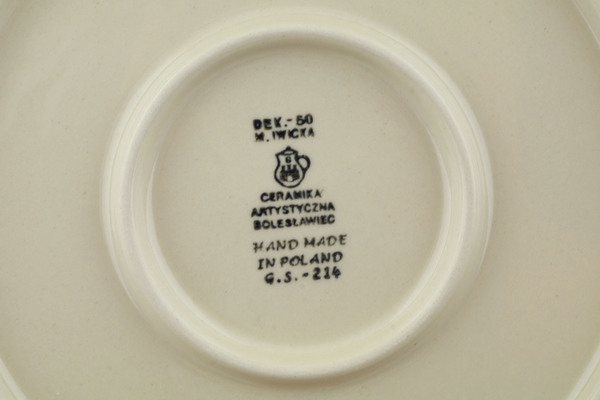 DEK.-50
M. IWICKA
CERAMIKA
ARTYSTYCZNA
BOLESŁAWIEC
HAND MADE
IN POLAND
G.S.-214